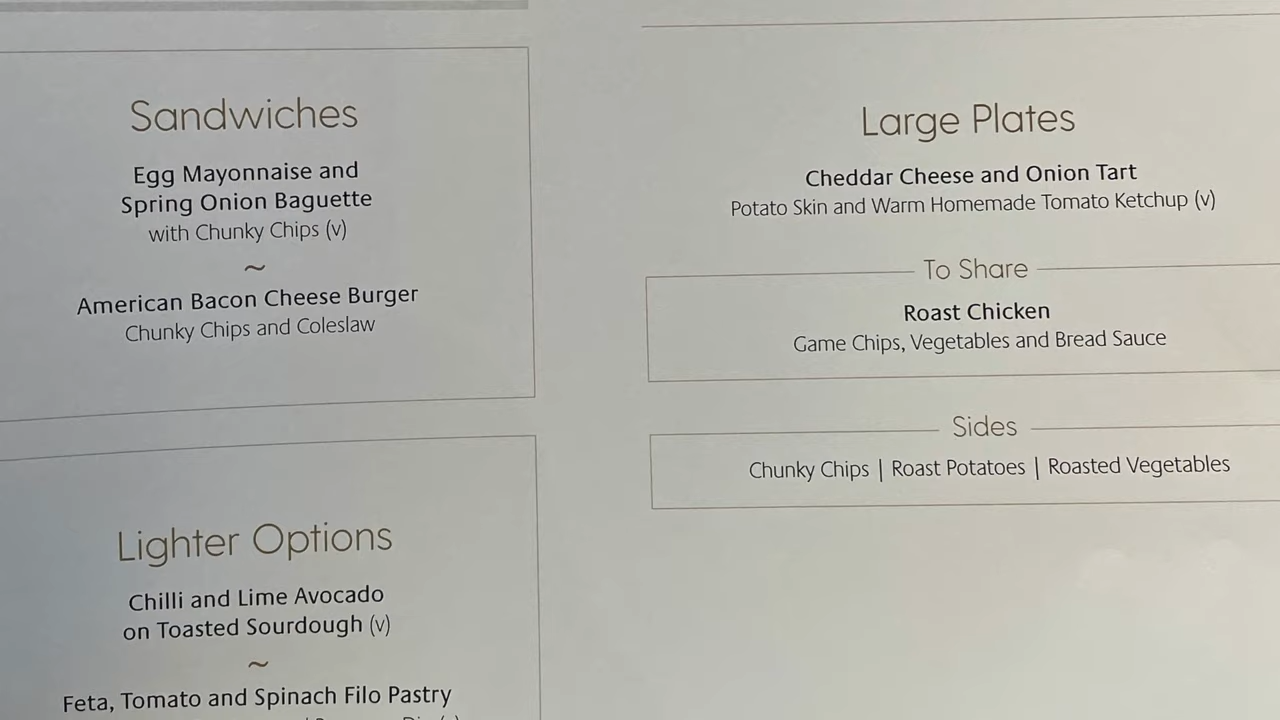 Sandwiches
Egg Mayonnaise and
Spring Onion Baguette
with Chunky Chips (v)
~
American Bacon Cheese Burger
Chunky Chips and Coleslaw
Lighter Options
Chilli and Lime Avocado
on Toasted Sourdough (v)
~
Feta, Tomato and Spinach Filo Pastry
Large Plates
Cheddar Cheese and Onion Tart
Potato Skin and Warm Homemade Tomato Ketchup (v)
To Share
Roast Chicken
Game Chips, Vegetables and Bread Sauce
Sides
Chunky Chips | Roast Potatoes | Roasted Vegetables